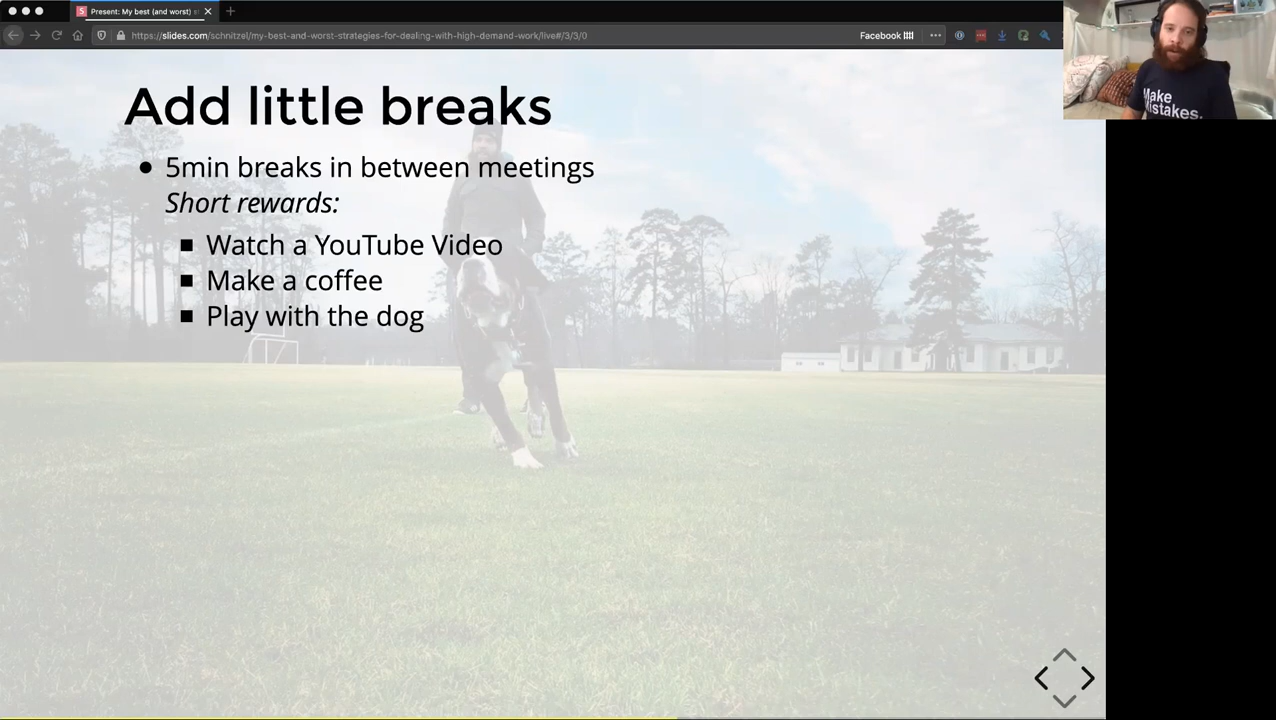 Present: My best (and worst) s
https://slides.com/schnitzel/my-best-and-worst-strategies-for-dealing-with-high-demand-work/live#/3/3/0
Facebook
Make
Mistakes.
Add little breaks
5min breaks in between meetings
Short rewards:
Watch a YouTube Video
Make a coffee
Play with the dog